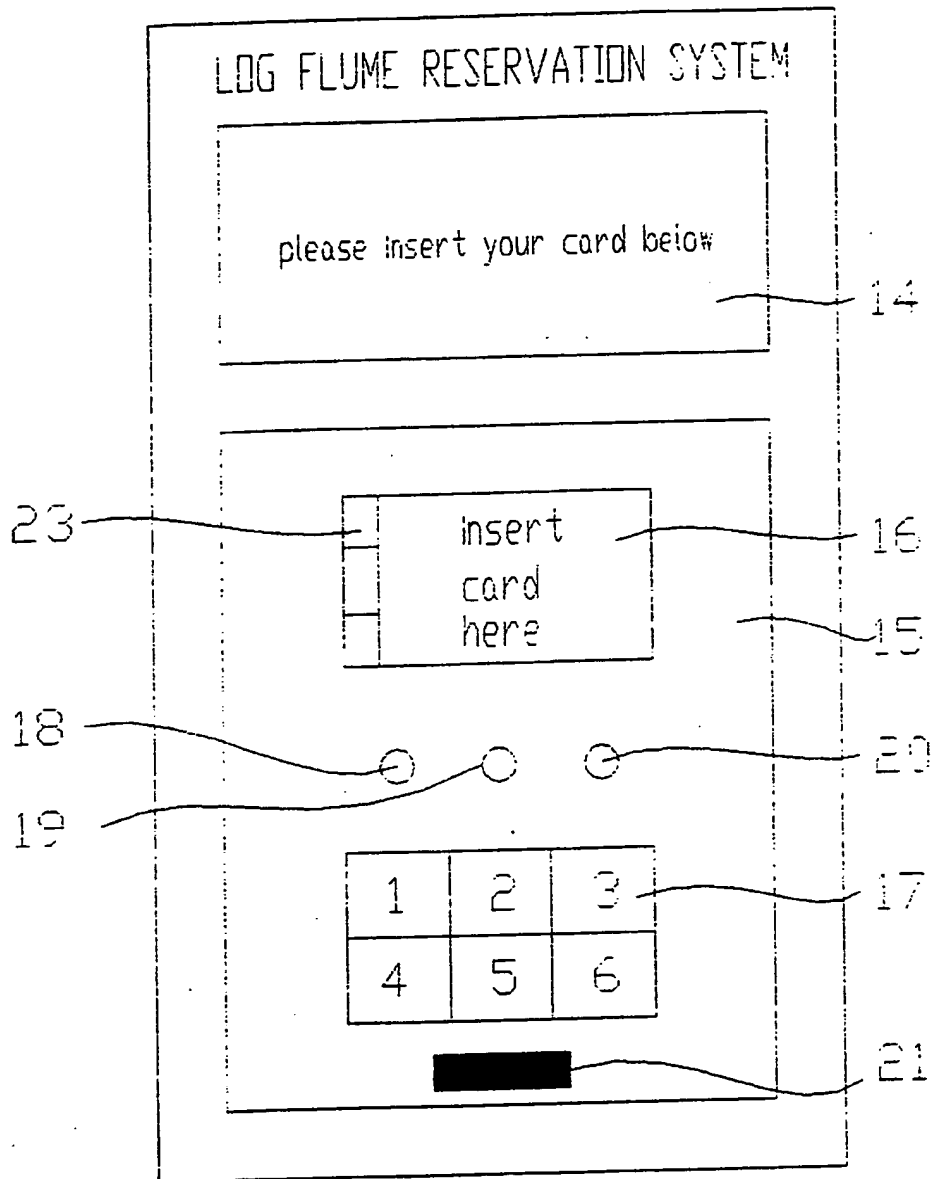 LOG FLUME RESERVATION SYSTEM
please insert your card below
14
23
insert
card
here
16
15
18
19
20
1 2 3
17
4 5 6
21